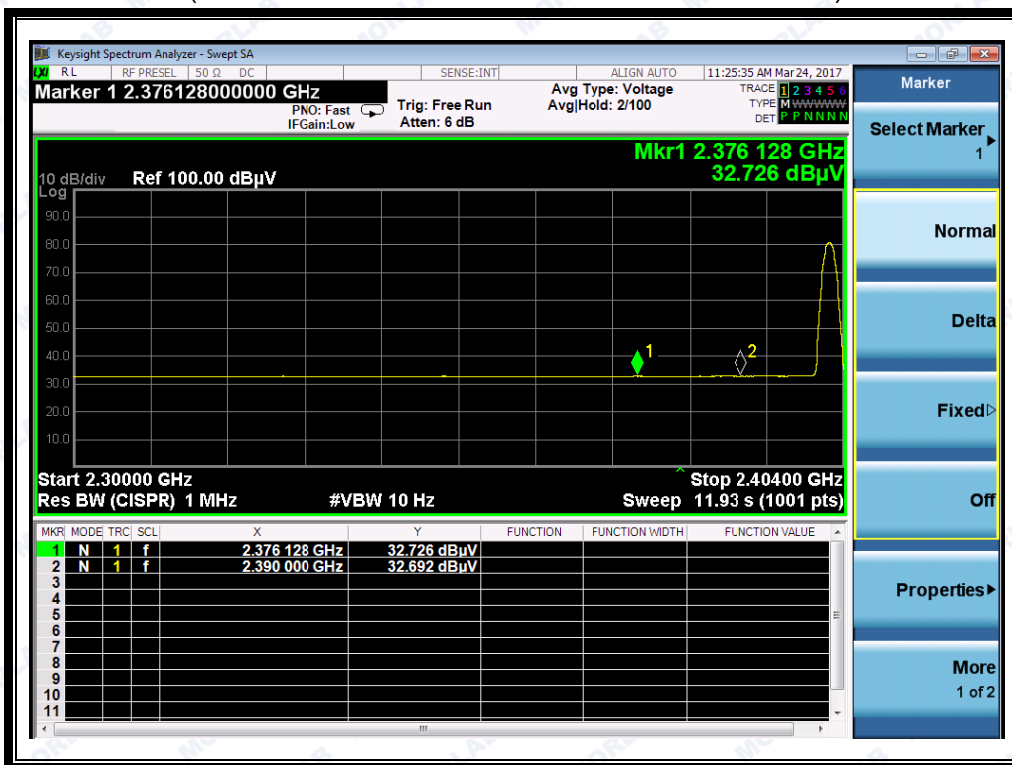 Keysight Spectrum Analyzer - Swept SA
LXI RL RF PRESEL 50 Ω DC SENSE:INT ALIGN AUTO 11:25:35 AM Mar 24, 2017
Marker 1 2.376128000000 GHz
PNO: Fast
IFGain:Low
Trig: Free Run
Atten: 6 dB
Avg Type: Voltage
Avg|Hold: 2/100
TRACE 1 2 3 4 5 6
TYPE M WWWWW
DET P P N N N N
Mkr1 2.376 128 GHz
32.726 dBµV
10 dB/div Ref 100.00 dBµV
Log
90.0
80.0
70.0
60.0
50.0
40.0
30.0
20.0
10.0
1
2
Start 2.30000 GHz Stop 2.40400 GHz
Res BW (CISPR) 1 MHz #VBW 10 Hz Sweep 11.93 s (1001 pts)
MKR MODE TRC SCL X Y FUNCTION FUNCTION WIDTH FUNCTION VALUE
1 N 1 f 2.376 128 GHz 32.726 dBµV
2 N 1 f 2.390 000 GHz 32.692 dBµV
3
4
5
6
7
8
9
10
11
Marker
Select Marker
1
Normal
Delta
Fixed
Off
Properties
More
1 of 2